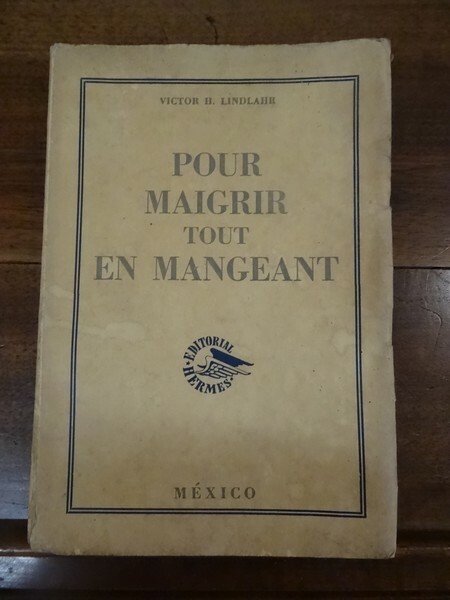 VICTOR H. LINDLAHR
POUR
MAIGRIR
TOUT
EN MANGEANT
EDITORIAL
HERMES
MÉXICO